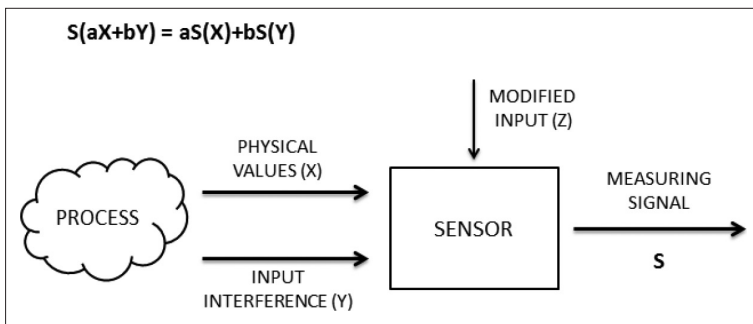 S(aX+bY) = aS(X)+bS(Y)
MODIFIED
INPUT (Z)
PHYSICAL
VALUES (X)
PROCESS
INPUT
INTERFERENCE (Y)
SENSOR
MEASURING
SIGNAL
S